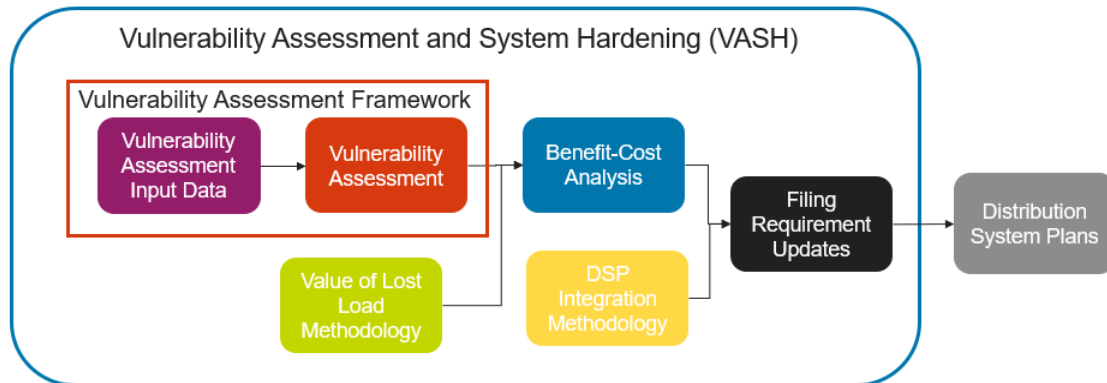 Vulnerability Assessment and System Hardening (VASH)
Vulnerability Assessment Framework
Vulnerability
Assessment
Input Data
Vulnerability
Assessment
Benefit-Cost
Analysis
Filing
Requirement
Updates
Distribution
System Plans
Value of Lost
Load
Methodology
DSP
Integration
Methodology